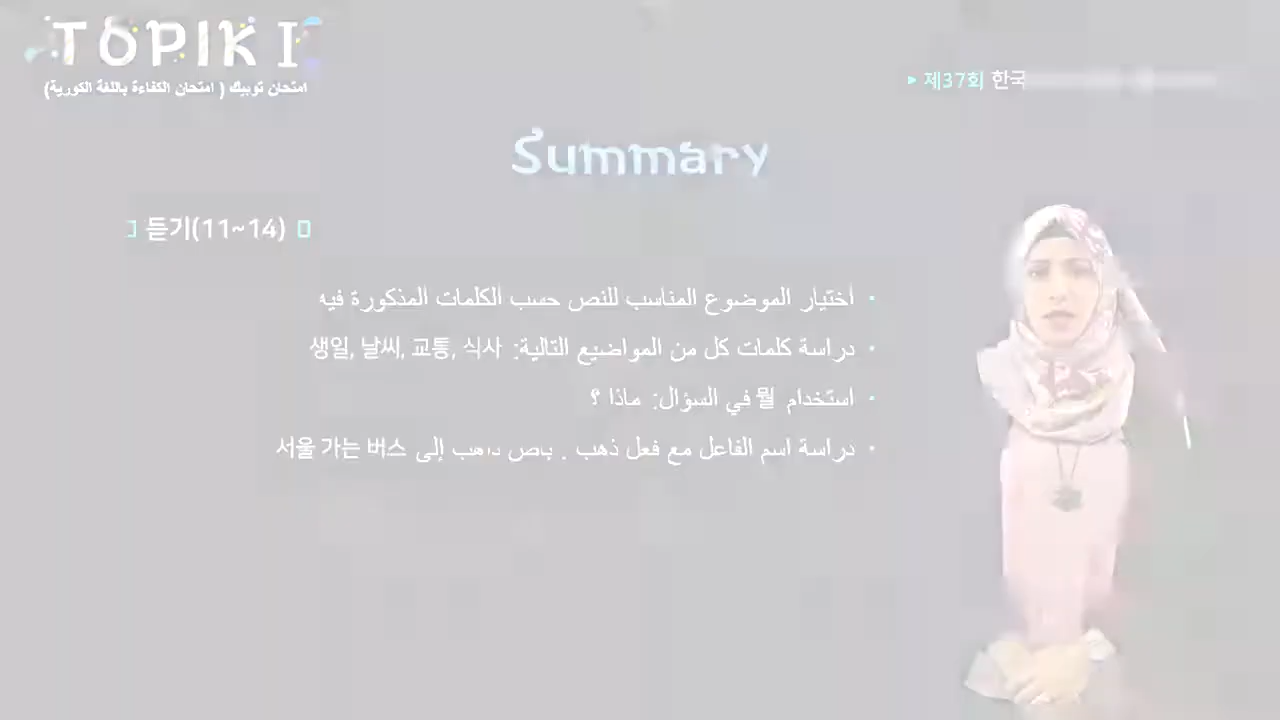 TOPIK I
امتحان توبيك ( امتحان الكفاءة باللغة الكورية)
제37회 한국
Summary
듣기(11~14)
أختيار الموضوع المناسب للنص حسب الكلمات المذكورة فيه
دراسة كلمات كل من المواضيع التالية: 생일, 날씨, 교통, 식사
استخدام 뭘 في السؤال: ماذا ؟
دراسة اسم الفاعل مع فعل ذهب . باص ذاهب إلى 서울 가는 버스